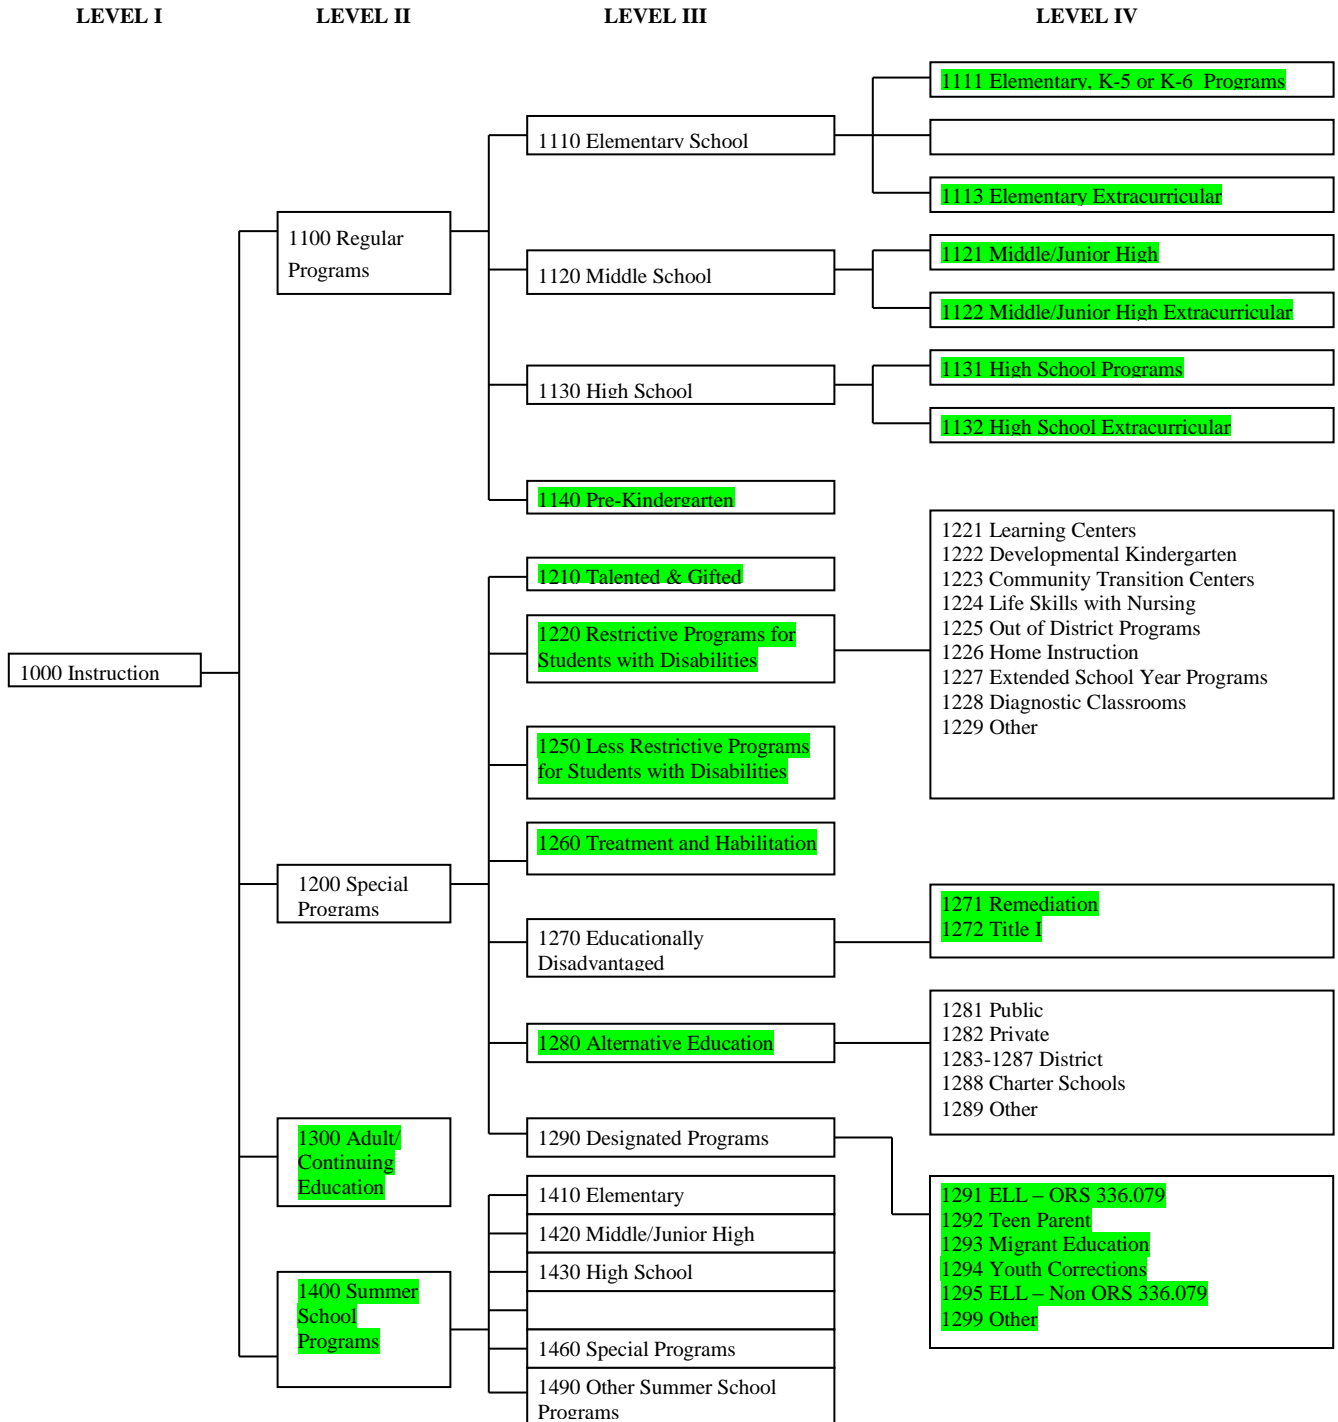 LEVEL I
LEVEL II
LEVEL III
LEVEL IV
1111 Elementary, K-5 or K-6 Programs
1110 Elementary School
1113 Elementary Extracurricular
1100 Regular
Programs
1121 Middle/Junior High
1120 Middle School
1122 Middle/Junior High Extracurricular
1131 High School Programs
1130 High School
1132 High School Extracurricular
1140 Pre-Kindergarten
1210 Talented & Gifted
1220 Restrictive Programs for
Students with Disabilities
1221 Learning Centers
1222 Developmental Kindergarten
1223 Community Transition Centers
1224 Life Skills with Nursing
1225 Out of District Programs
1226 Home Instruction
1227 Extended School Year Programs
1228 Diagnostic Classrooms
1229 Other
1000 Instruction
1250 Less Restrictive Programs
for Students with Disabilities
1260 Treatment and Habilitation
1200 Special
Programs
1270 Educationally
Disadvantaged
1271 Remediation
1272 Title I
1280 Alternative Education
1281 Public
1282 Private
1283-1287 District
1288 Charter Schools
1289 Other
1290 Designated Programs
1300 Adult/
Continuing
Education
1291 ELL – ORS 336.079
1292 Teen Parent
1293 Migrant Education
1294 Youth Corrections
1295 ELL – Non ORS 336.079
1299 Other
1400 Summer
School
Programs
1410 Elementary
1420 Middle/Junior High
1430 High School
1460 Special Programs
1490 Other Summer School
Programs